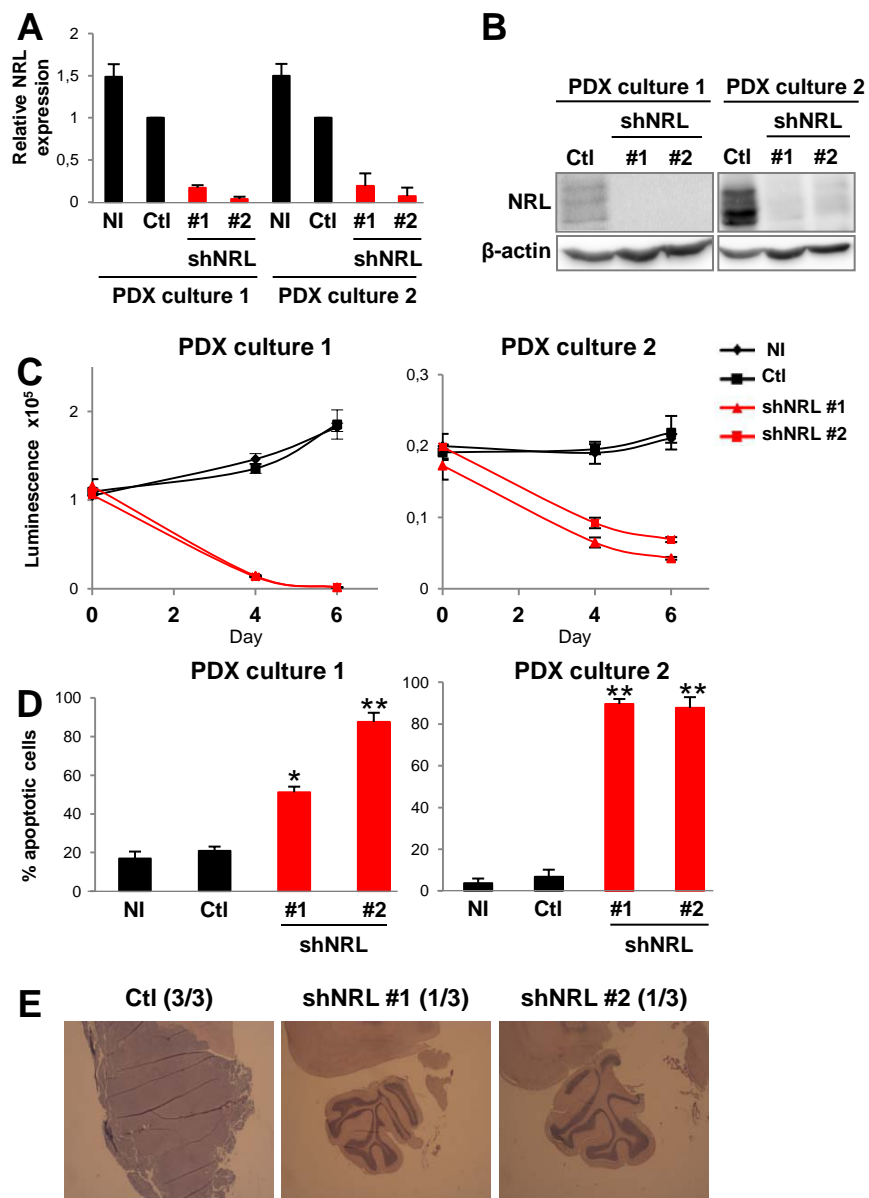 A
Relative NRL
expression
1,5
1
0,5
0
NI Ctl #1 #2 NI Ctl #1 #2
shNRL shNRL
PDX culture 1 PDX culture 2
B
PDX culture 1 PDX culture 2
shNRL shNRL
Ctl #1 #2 Ctl #1 #2
NRL
β-actin
C
PDX culture 1
Luminescence x10⁵
2
1
0
0 2 4 6
Day
PDX culture 2
0,3
0,2
0,1
0
0 2 4 6
Day
NI
Ctl
shNRL #1
shNRL #2
D
PDX culture 1
% apoptotic cells
100
80
60
40
20
0
* **
NI Ctl #1 #2
shNRL
PDX culture 2
100
80
60
40
20
0
** **
NI Ctl #1 #2
shNRL
E
Ctl (3/3) shNRL #1 (1/3) shNRL #2 (1/3)